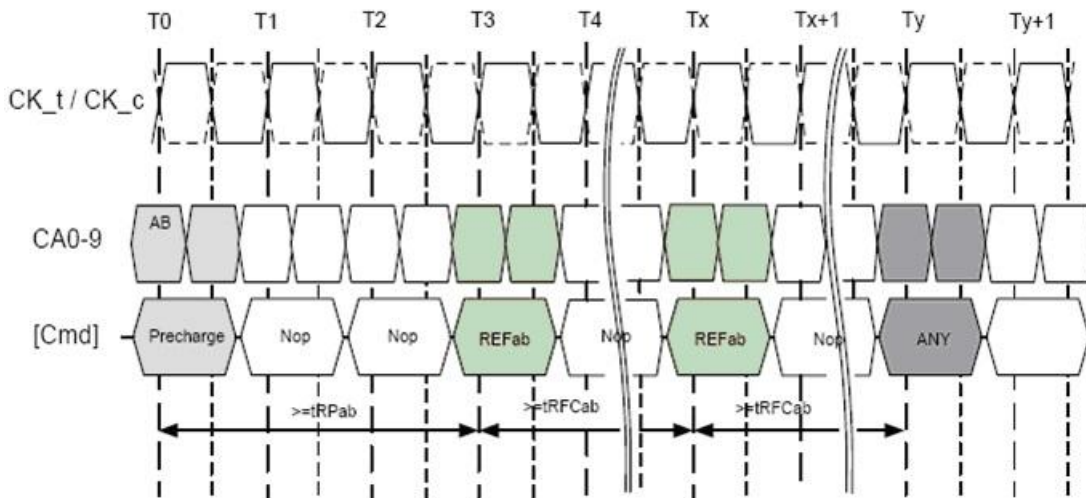 T0 T1 T2 T3 T4 Tx Tx+1 Ty Ty+1
CK_t / CK_c
CA0-9 AB
[Cmd] Precharge Nop Nop REFab Nop REFab Nop ANY
>=tRPab >=tRFCab >=tRFCab